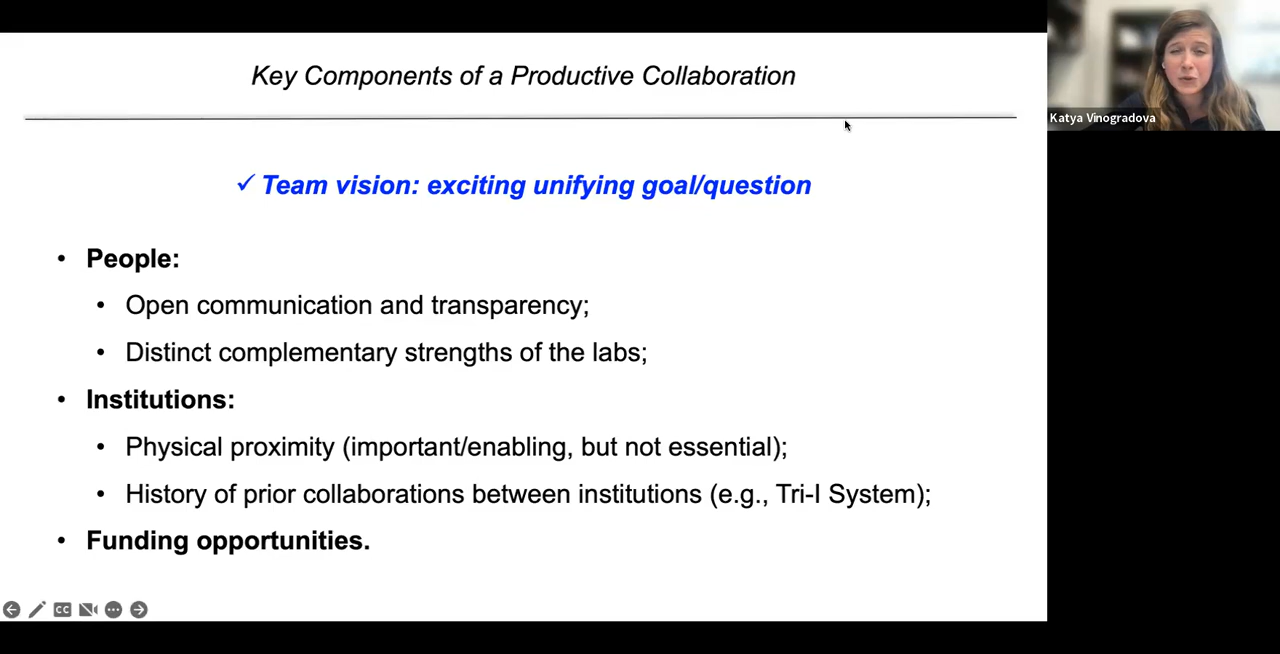 Key Components of a Productive Collaboration
Katya Vinogradova
✓ Team vision: exciting unifying goal/question
• People:
• Open communication and transparency;
• Distinct complementary strengths of the labs;
• Institutions:
• Physical proximity (important/enabling, but not essential);
• History of prior collaborations between institutions (e.g., Tri-I System);
• Funding opportunities.
CC